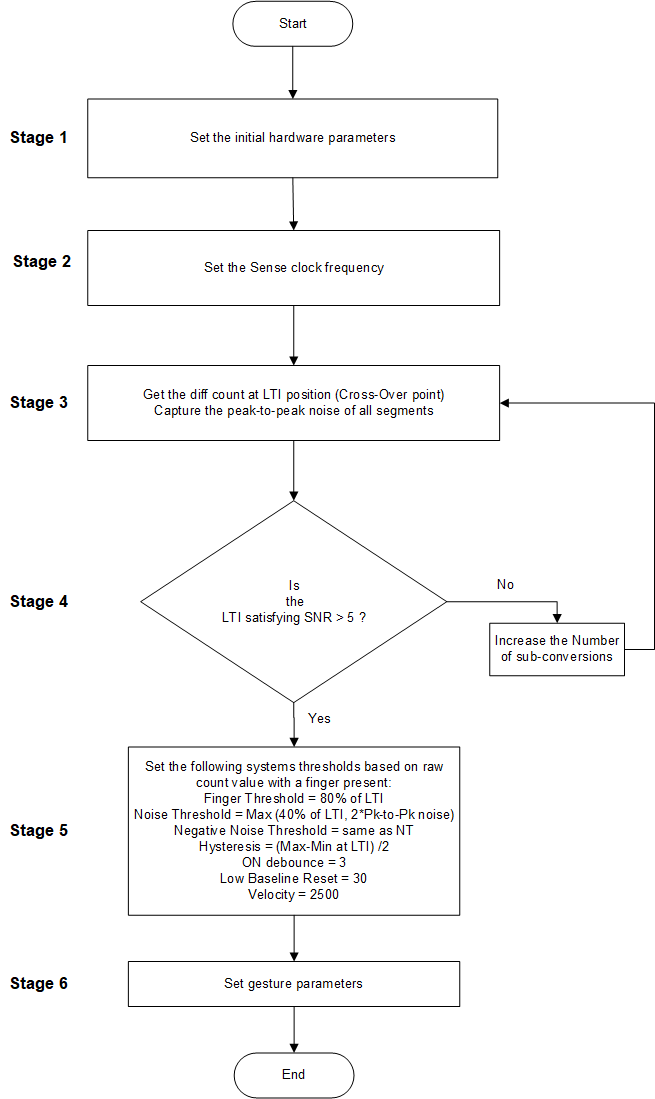 Start
Stage 1
Set the initial hardware parameters
Stage 2
Set the Sense clock frequency
Stage 3
Get the diff count at LTI position (Cross-Over point)
Capture the peak-to-peak noise of all segments
Stage 4
Is
the
LTI satisfying SNR > 5 ?
No
Increase the Number
of sub-conversions
Yes
Stage 5
Set the following systems thresholds based on raw
count value with a finger present:
Finger Threshold = 80% of LTI
Noise Threshold = Max (40% of LTI, 2*Pk-to-Pk noise)
Negative Noise Threshold = same as NT
Hysteresis = (Max-Min at LTI) /2
ON debounce = 3
Low Baseline Reset = 30
Velocity = 2500
Stage 6
Set gesture parameters
End